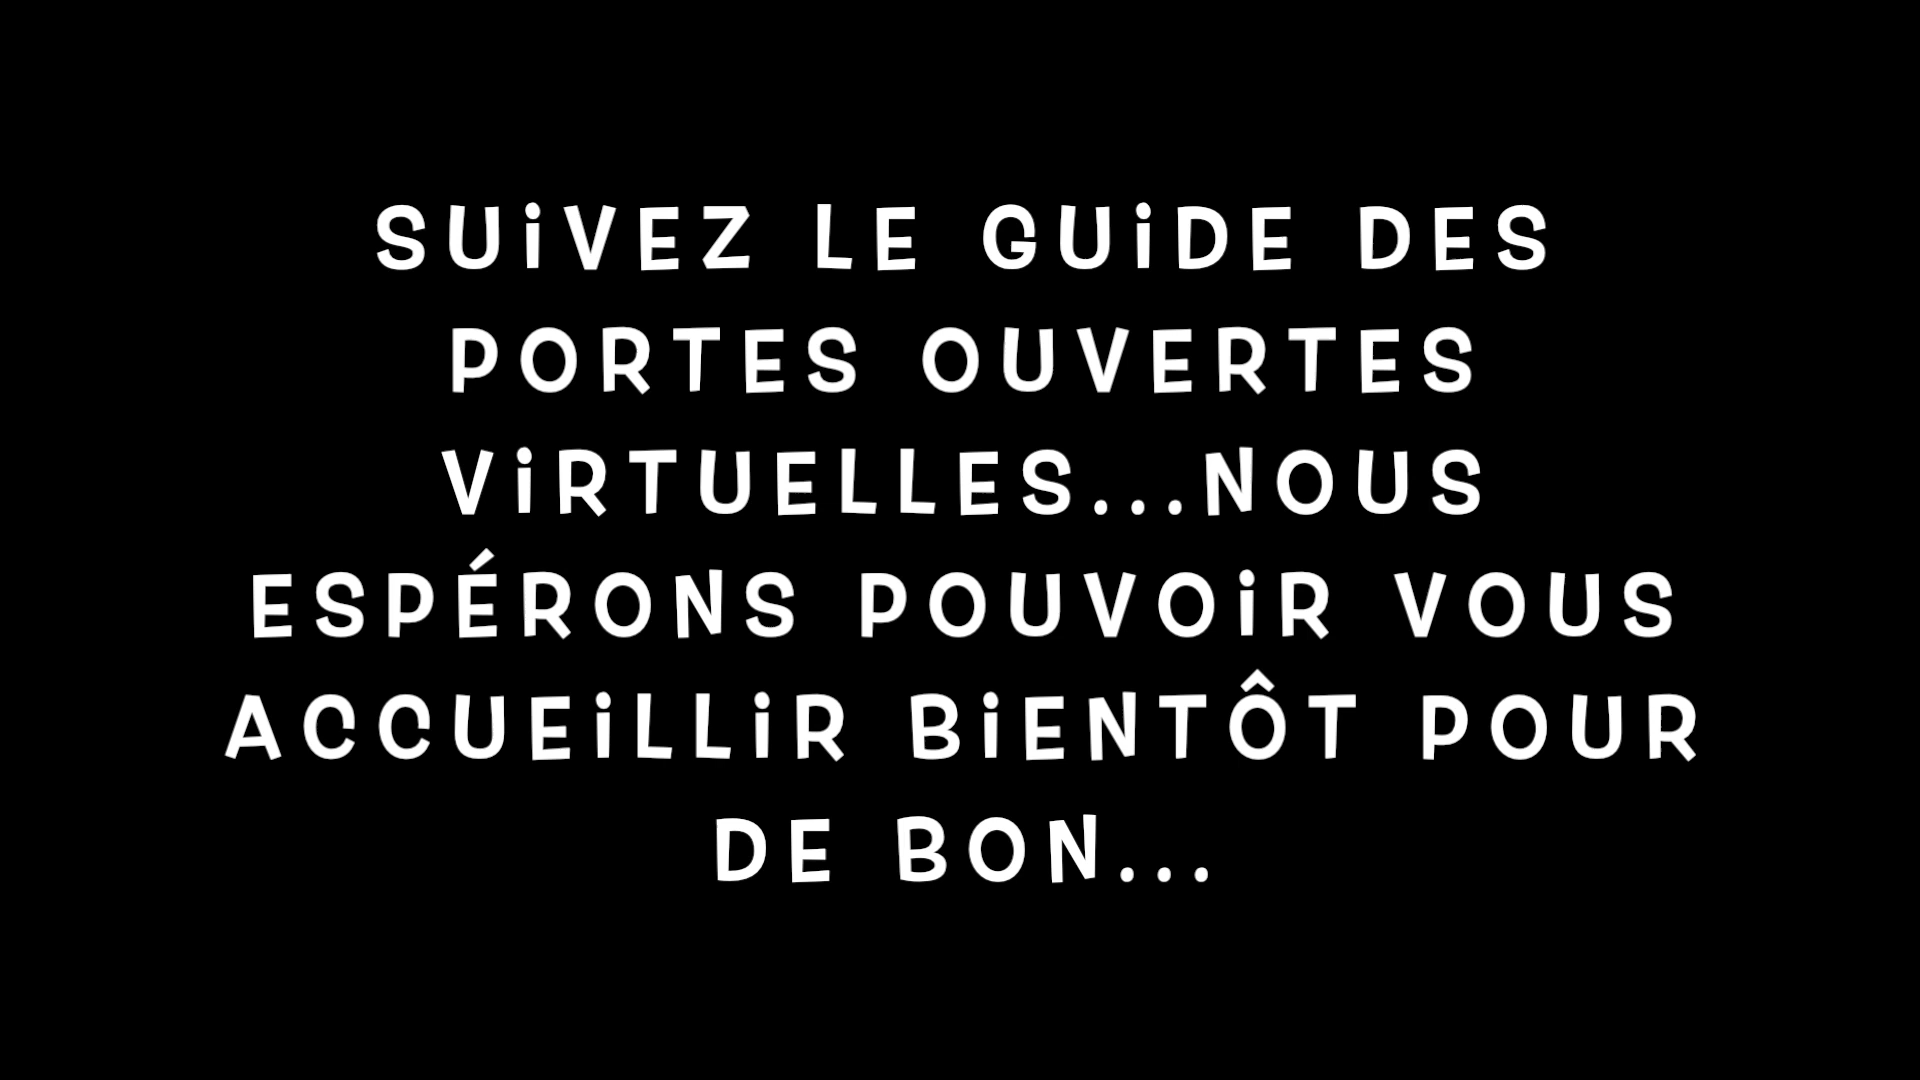 SUiVEZ LE GUiDE DES
PORTES OUVERTES
ViRTUELLES...NOUS
ESPÉRONS POUVOiR VOUS
ACCUEiLLiR BiENTÔT POUR
DE BON...